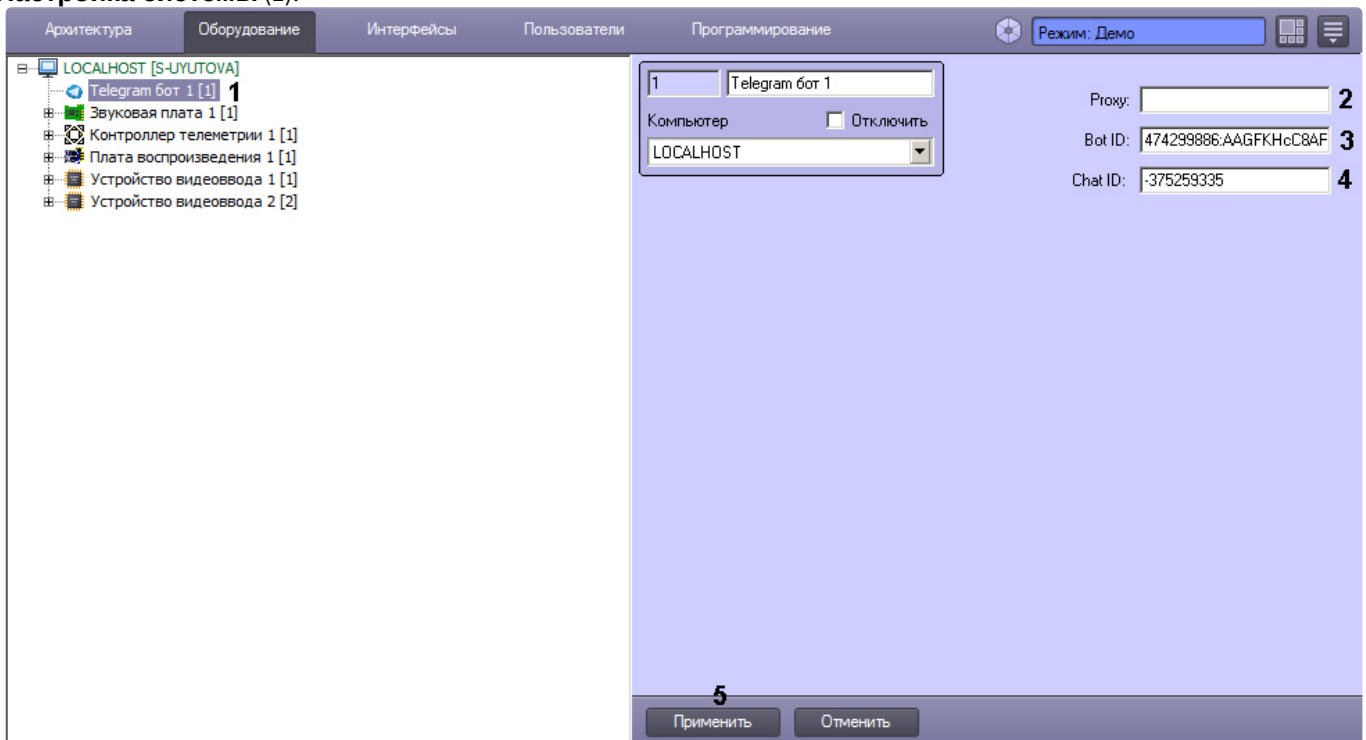 Настройка системы (1).
Архитектура Оборудование Интерфейсы Пользователи Программирование Режим: Демо
LOCALHOST [S-UYUTOVA]
Telegram бот 1 [1] 1
Звуковая плата 1 [1]
Контроллер телеметрии 1 [1]
Плата воспроизведения 1 [1]
Устройство видеоввода 1 [1]
Устройство видеоввода 2 [2]
1 Telegram бот 1
Компьютер Отключить
LOCALHOST
Proxy: 2
Bot ID: 474299886:AAGFKHcC8AF 3
Chat ID: -375259335 4
5
Применить Отменить